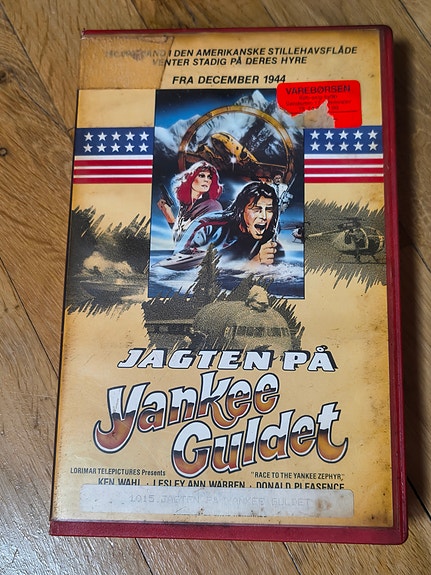 DEN AMERIKANSKE STILLEHAVSFLÅDE
VENTER STADIG PÅ DERES HYRE
FRA DECEMBER 1944
VAREBØRSEN
JAGTEN PÅ
Yankee
Guldet
LORIMAR TELEPICTURES Presents
"RACE TO THE YANKEE ZEPHYR,"
KEN WAHL · LESLEY ANN WARREN · DONALD PLEASENCE
1015 JAGTEN PÅ YANKEE GULDET